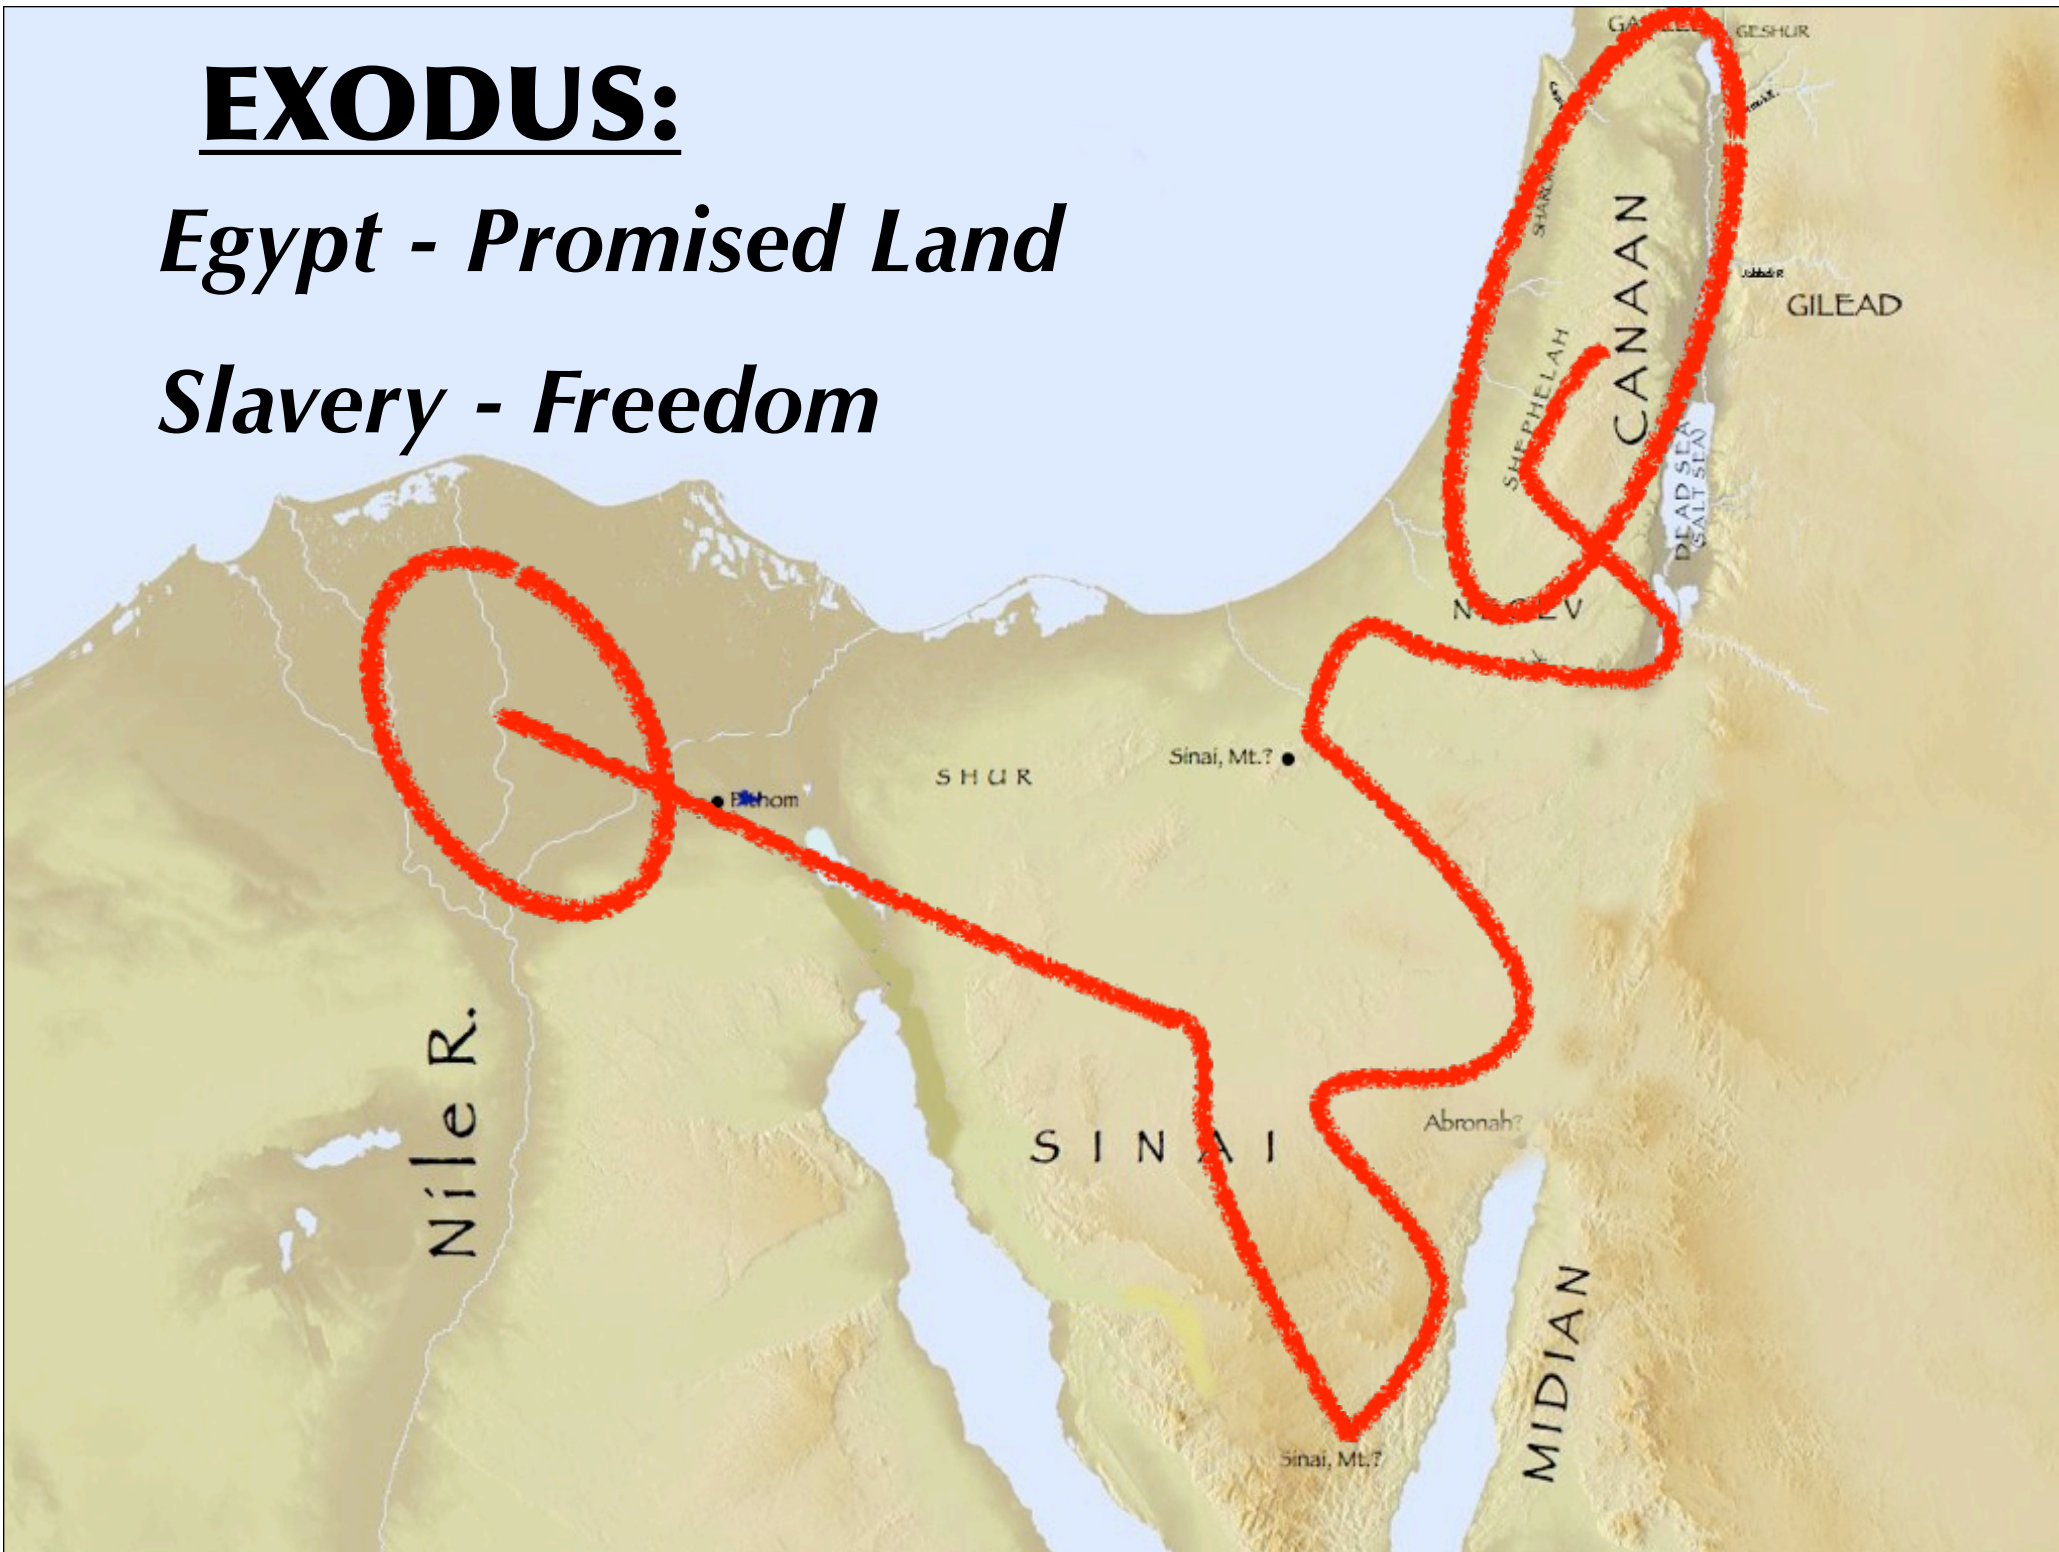 EXODUS:
Egypt - Promised Land
Slavery - Freedom
GESHUR
SHARON
CANAAN
GILEAD
SHEPHELAH
DEAD SEA
(SALT SEA)
Sinai, Mt.?
SHUR
Nile R.
SINAI
Abronah?
MIDIAN
Sinai, Mt.?